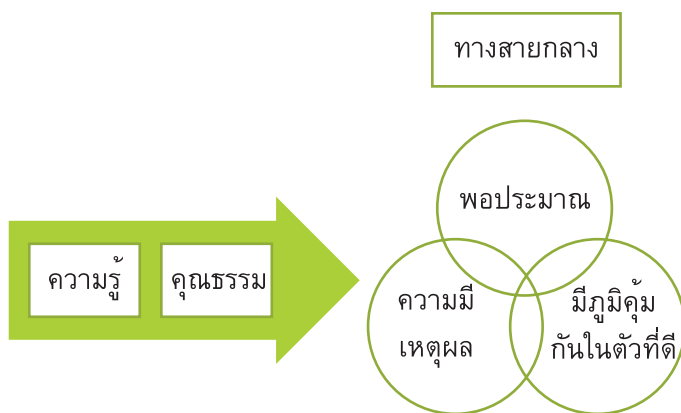 ทางสายกลาง
พอประมาณ
ความรู้
คุณธรรม
ความมี
เหตุผล
มีภูมิคุ้ม
กันในตัวที่ดี